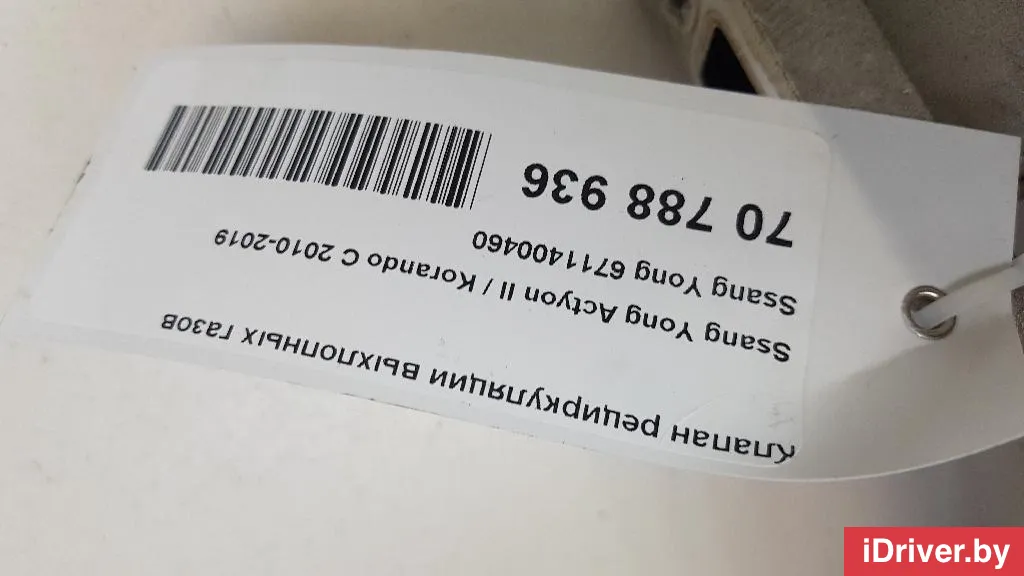 Клапан рециркуляции выхлопных газов
Ssang Yong Actyon II / Korando C 2010-2019
Ssang Yong 6711400460
70 788 936
iDriver.by